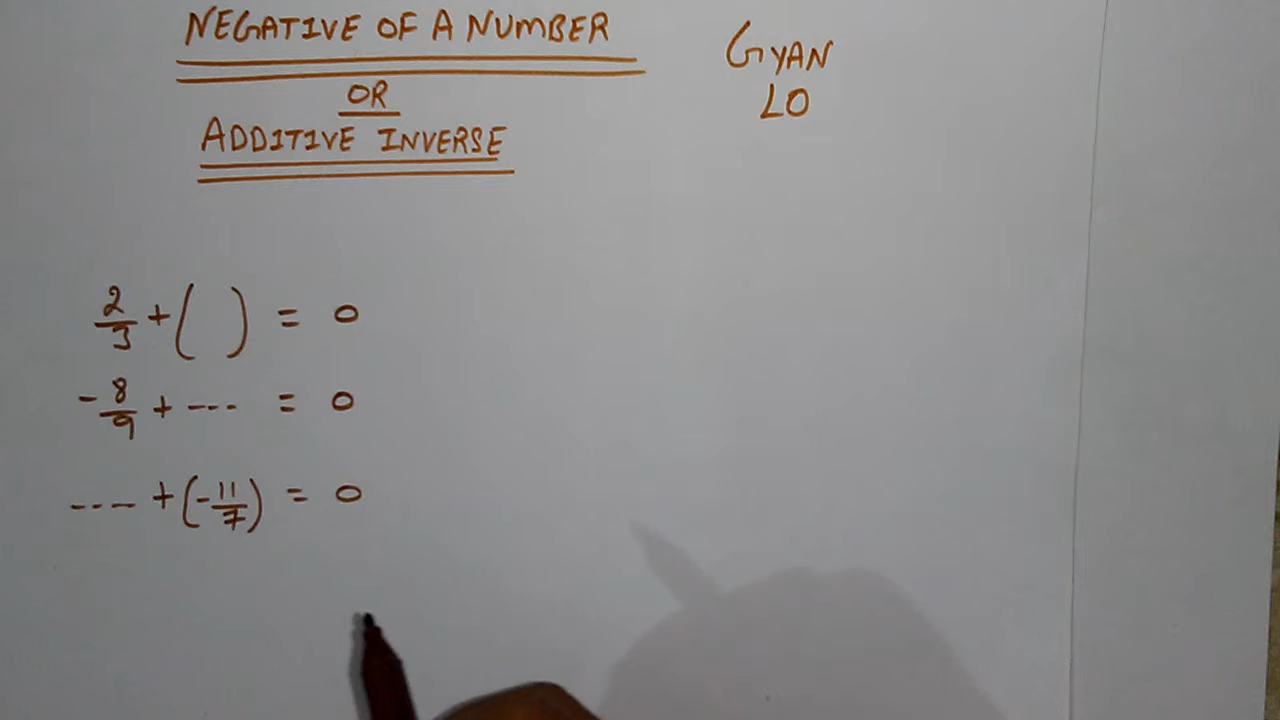 NEGATIVE OF A NUMBER
OR
ADDITIVE INVERSE
GYAN
LO
2/3 + ( ) = 0
-8/9 + --- = 0
---- + (-11/7) = 0